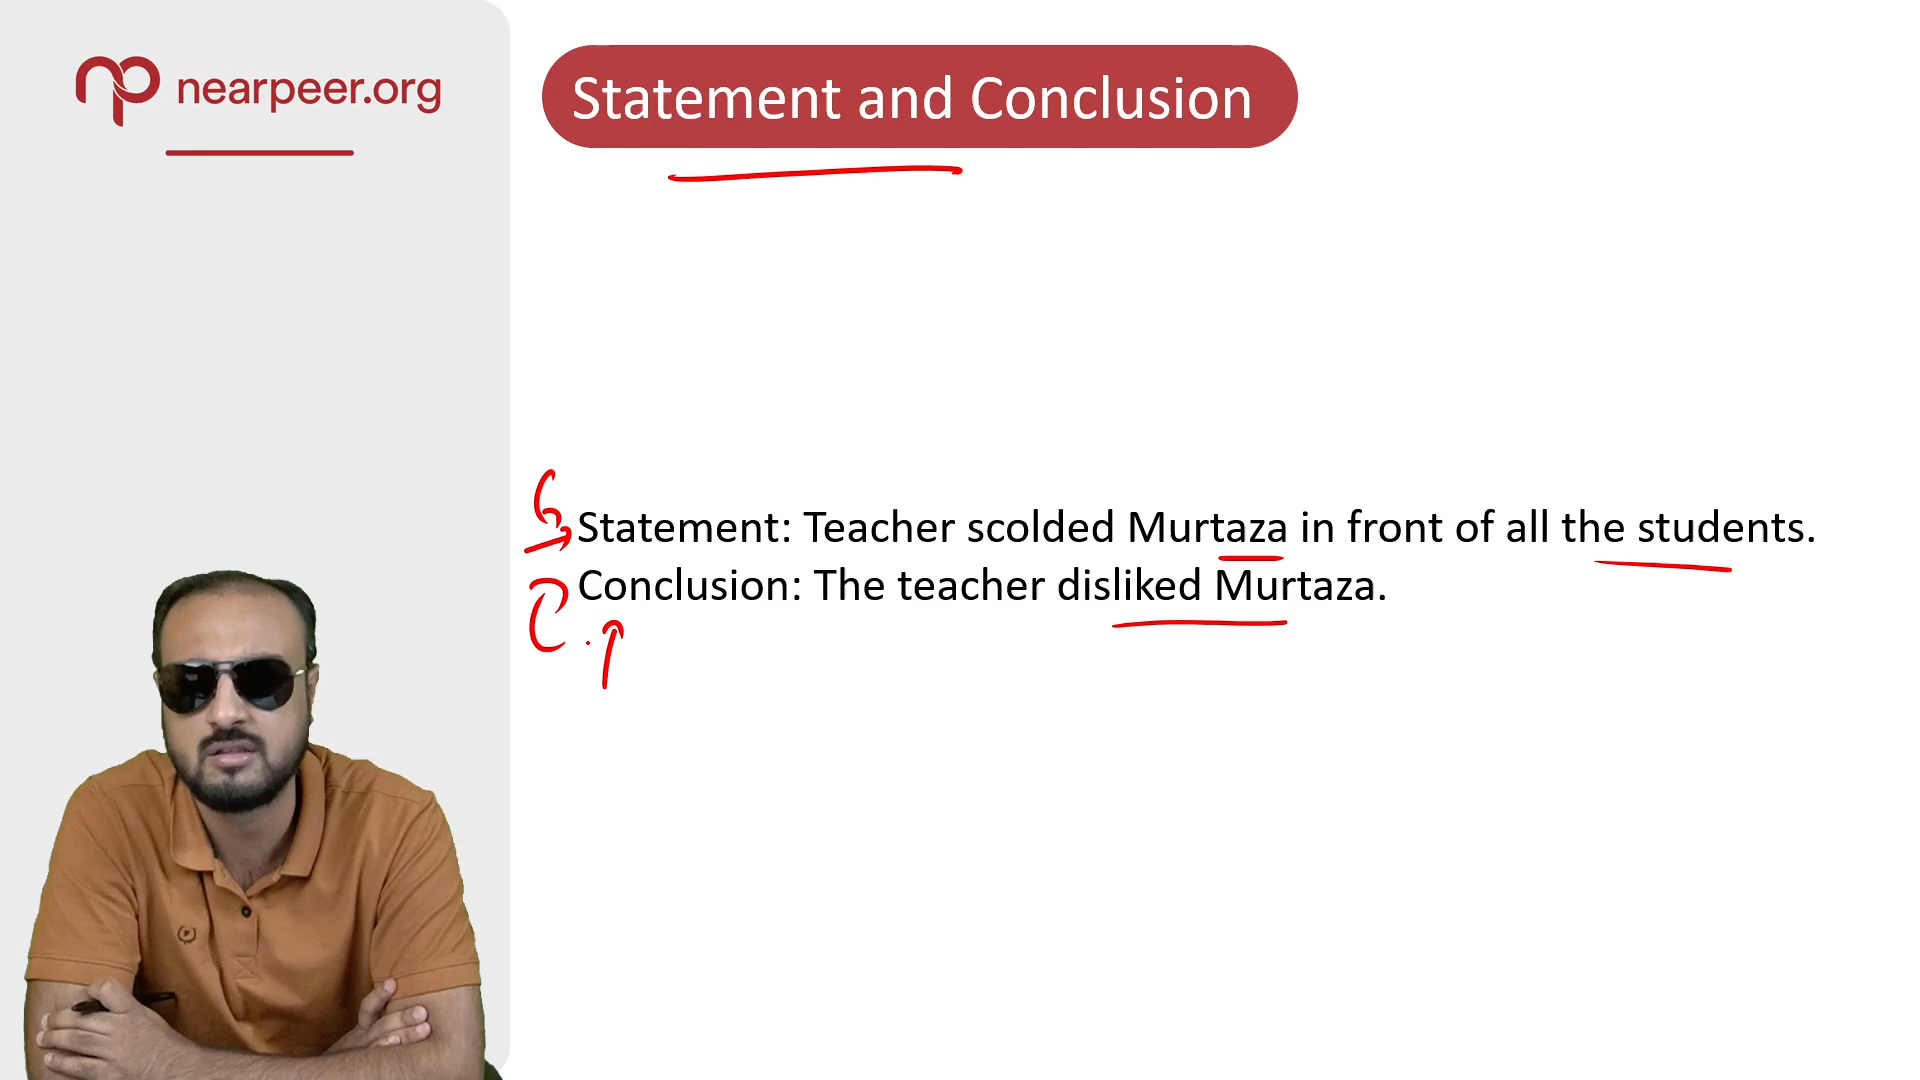 nearpeer.org
Statement and Conclusion
Statement: Teacher scolded Murtaza in front of all the students.
Conclusion: The teacher disliked Murtaza.